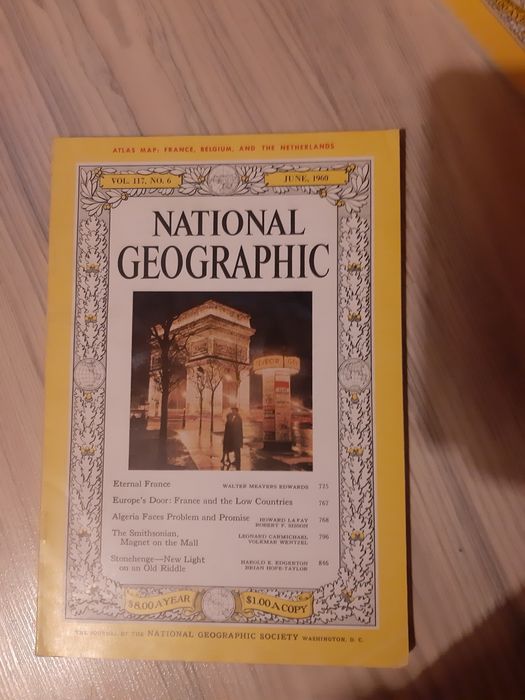 ATLAS MAP: FRANCE, BELGIUM, AND THE NETHERLANDS
VOL. 117, NO. 6
JUNE, 1960
NATIONAL
GEOGRAPHIC
Eternal France WALTER MEAYERS EDWARDS 725
Europe's Door: France and the Low Countries 767
Algeria Faces Problem and Promise HOWARD LA FAY 768
ROBERT F. SISSON
The Smithsonian, LEONARD CARMICHAEL 796
Magnet on the Mall VOLKMAR WENTZEL
Stonehenge—New Light HAROLD E. EDGERTON 846
on an Old Riddle BRIAN HOPE-TAYLOR
$8.00 A YEAR
$1.00 A COPY
THE JOURNAL OF THE NATIONAL GEOGRAPHIC SOCIETY WASHINGTON, D. C.